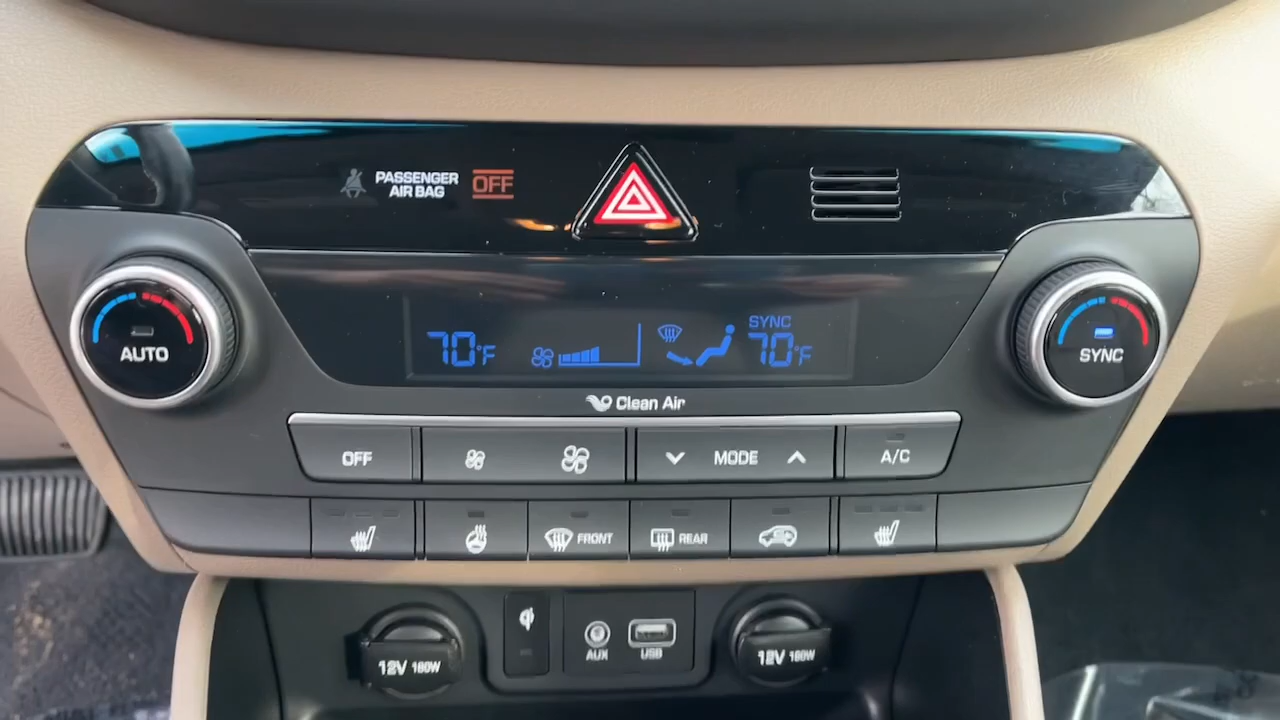 PASSENGER
AIR BAG
OFF
AUTO
70°F
SYNC
70°F
SYNC
Clean Air
OFF
MODE
A/C
FRONT
REAR
12V 180W
AUX
USB
12V 180W